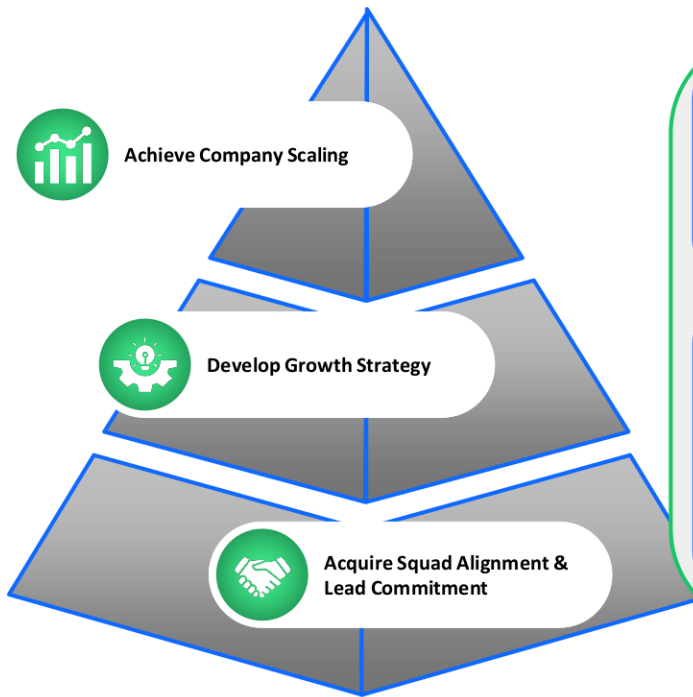 Achieve Company Scaling
Develop Growth Strategy
Acquire Squad Alignment &
Lead Commitment